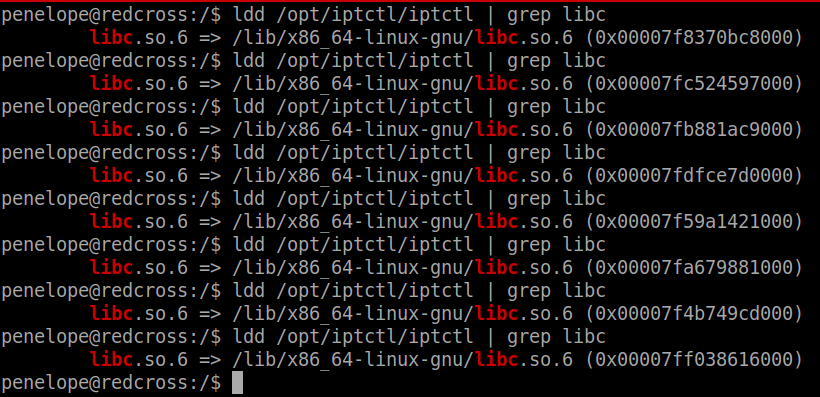 penelope@redcross:/$ ldd /opt/iptctl/iptctl | grep libc
libc.so.6 => /lib/x86_64-linux-gnu/libc.so.6 (0x00007f8370bc8000)
penelope@redcross:/$ ldd /opt/iptctl/iptctl | grep libc
libc.so.6 => /lib/x86_64-linux-gnu/libc.so.6 (0x00007fc524597000)
penelope@redcross:/$ ldd /opt/iptctl/iptctl | grep libc
libc.so.6 => /lib/x86_64-linux-gnu/libc.so.6 (0x00007fb881ac9000)
penelope@redcross:/$ ldd /opt/iptctl/iptctl | grep libc
libc.so.6 => /lib/x86_64-linux-gnu/libc.so.6 (0x00007fdfce7d0000)
penelope@redcross:/$ ldd /opt/iptctl/iptctl | grep libc
libc.so.6 => /lib/x86_64-linux-gnu/libc.so.6 (0x00007f59a1421000)
penelope@redcross:/$ ldd /opt/iptctl/iptctl | grep libc
libc.so.6 => /lib/x86_64-linux-gnu/libc.so.6 (0x00007fa679881000)
penelope@redcross:/$ ldd /opt/iptctl/iptctl | grep libc
libc.so.6 => /lib/x86_64-linux-gnu/libc.so.6 (0x00007f4b749cd000)
penelope@redcross:/$ ldd /opt/iptctl/iptctl | grep libc
libc.so.6 => /lib/x86_64-linux-gnu/libc.so.6 (0x00007ff038616000)
penelope@redcross:/$